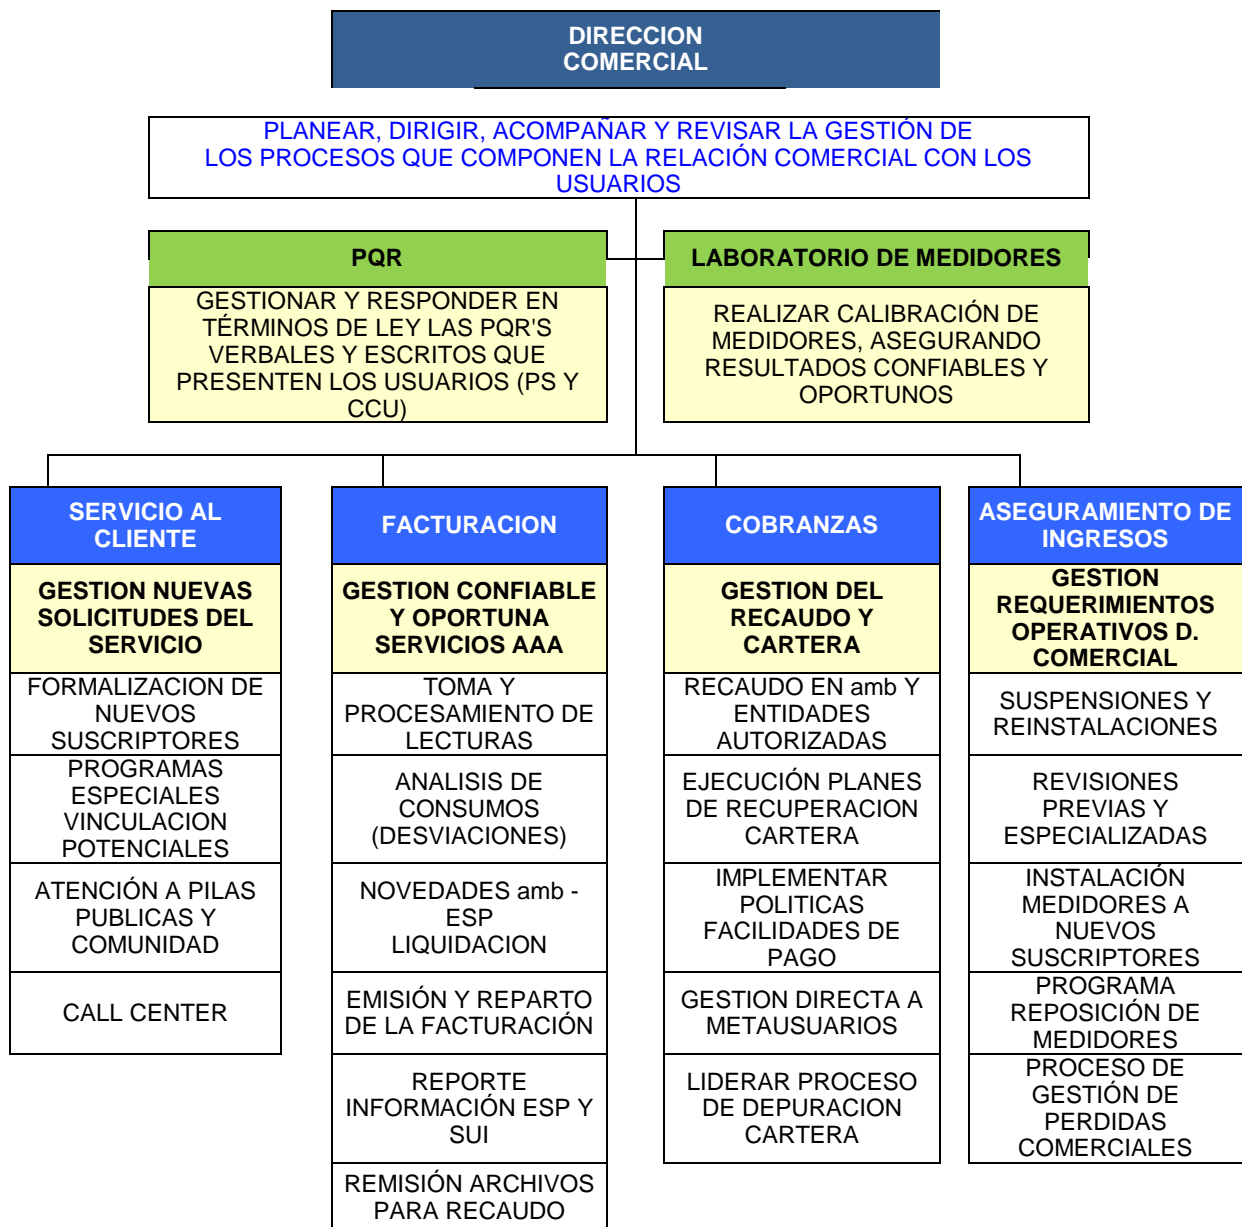 DIRECCION
COMERCIAL
PLANEAR, DIRIGIR, ACOMPAÑAR Y REVISAR LA GESTIÓN DE
LOS PROCESOS QUE COMPONEN LA RELACIÓN COMERCIAL CON LOS
USUARIOS
PQR
GESTIONAR Y RESPONDER EN
TÉRMINOS DE LEY LAS PQR'S
VERBALES Y ESCRITOS QUE
PRESENTEN LOS USUARIOS (PS Y
CCU)
LABORATORIO DE MEDIDORES
REALIZAR CALIBRACIÓN DE
MEDIDORES, ASEGURANDO
RESULTADOS CONFIABLES Y
OPORTUNOS
SERVICIO AL
CLIENTE
GESTION NUEVAS
SOLICITUDES DEL
SERVICIO
FORMALIZACION DE
NUEVOS
SUSCRIPTORES
PROGRAMAS
ESPECIALES
VINCULACION
POTENCIALES
ATENCIÓN A PILAS
PUBLICAS Y
COMUNIDAD
CALL CENTER
FACTURACION
GESTION CONFIABLE
Y OPORTUNA
SERVICIOS AAA
TOMA Y
PROCESAMIENTO DE
LECTURAS
ANALISIS DE
CONSUMOS
(DESVIACIONES)
NOVEDADES amb -
ESP
LIQUIDACION
EMISIÓN Y REPARTO
DE LA FACTURACIÓN
REPORTE
INFORMACIÓN ESP Y
SUI
REMISIÓN ARCHIVOS
PARA RECAUDO
COBRANZAS
GESTION DEL
RECAUDO Y
CARTERA
RECAUDO EN amb Y
ENTIDADES
AUTORIZADAS
EJECUCIÓN PLANES
DE RECUPERACION
CARTERA
IMPLEMENTAR
POLITICAS
FACILIDADES DE
PAGO
GESTION DIRECTA A
METAUSUARIOS
LIDERAR PROCESO
DE DEPURACION
CARTERA
ASEGURAMIENTO DE
INGRESOS
GESTION
REQUERIMIENTOS
OPERATIVOS D.
COMERCIAL
SUSPENSIONES Y
REINSTALACIONES
REVISIONES
PREVIAS Y
ESPECIALIZADAS
INSTALACIÓN
MEDIDORES A
NUEVOS
SUSCRIPTORES
PROGRAMA
REPOSICIÓN DE
MEDIDORES
PROCESO DE
GESTIÓN DE
PERDIDAS
COMERCIALES